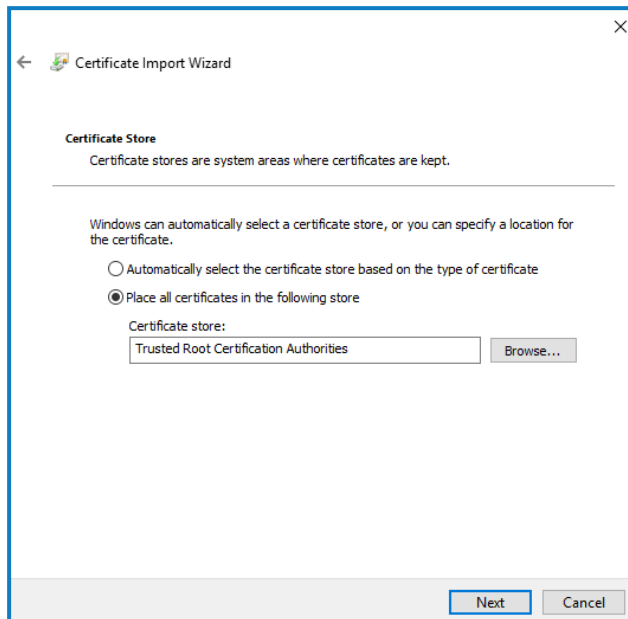 Certificate Import Wizard
Certificate Store
Certificate stores are system areas where certificates are kept.
Windows can automatically select a certificate store, or you can specify a location for
the certificate.
Automatically select the certificate store based on the type of certificate
Place all certificates in the following store
Certificate store:
Trusted Root Certification Authorities
Browse...
Next
Cancel